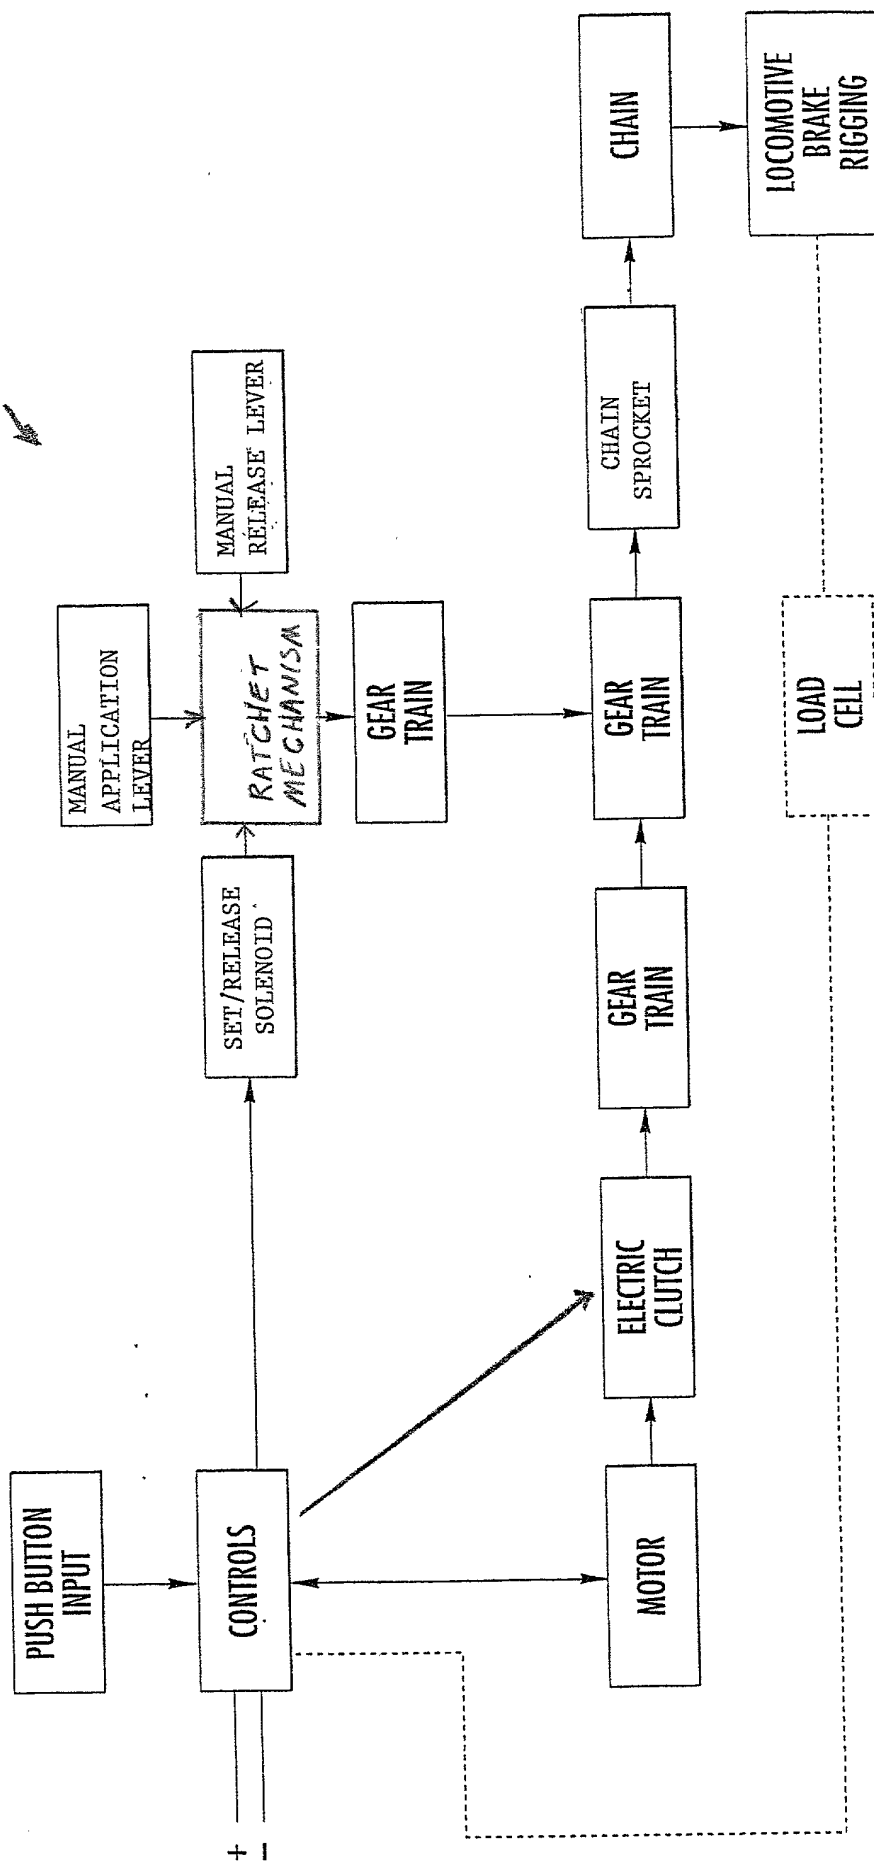 PUSH BUTTON
INPUT
+
−
CONTROLS
SET/RELEASE
SOLENOID
MANUAL
APPLICATION
LEVER
RATCHET
MECHANISM
MANUAL
RELEASE LEVER
GEAR
TRAIN
MOTOR
ELECTRIC
CLUTCH
GEAR
TRAIN
GEAR
TRAIN
CHAIN
SPROCKET
CHAIN
LOCOMOTIVE
BRAKE
RIGGING
LOAD
CELL